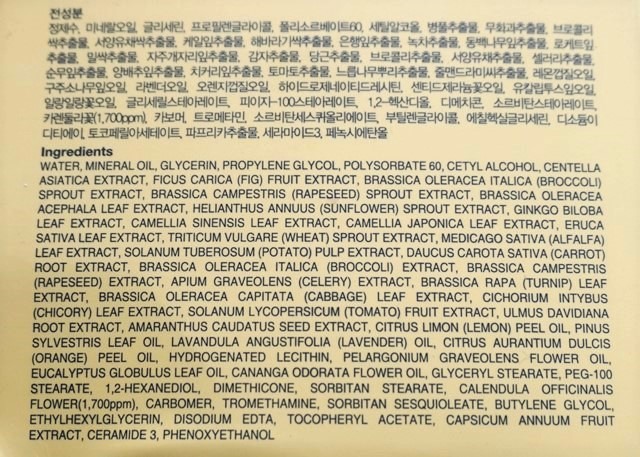 전성분
정제수, 미네랄오일, 글리세린, 프로필렌글라이콜, 폴리소르베이트60, 세틸알코올, 병풀추출물, 무화과추출물, 브로콜리
싹추출물, 서양유채싹추출물, 케일잎추출물, 해바라기싹추출물, 은행잎추출물, 녹차추출물, 동백나무잎추출물, 로케트잎
추출물, 밀싹추출물, 자주개자리잎추출물, 감자추출물, 당근추출물, 브로콜리추출물, 서양유채추출물, 셀러리추출물,
순무잎추출물, 양배추잎추출물, 치커리잎추출물, 토마토추출물, 느릅나무뿌리추출물, 줄맨드라미씨추출물, 레몬껍질오일,
구주소나무잎오일, 라벤더오일, 오렌지껍질오일, 하이드로제네이티드레시틴, 센티드제라늄꽃오일, 유칼립투스잎오일,
일랑일랑꽃오일, 글리세릴스테아레이트, 피이지-100스테아레이트, 1,2-헥산디올, 디메치콘, 소르비탄스테아레이트,
카렌둘라꽃(1,700ppm), 카보머, 트로메타민, 소르비탄세스퀴올리에이트, 부틸렌글라이콜, 에칠헥실글리세린, 디소듐이
디티에이, 토코페릴아세테이트, 파프리카추출물, 세라마이드3, 페녹시에탄올
Ingredients
WATER, MINERAL OIL, GLYCERIN, PROPYLENE GLYCOL, POLYSORBATE 60, CETYL ALCOHOL, CENTELLA
ASIATICA EXTRACT, FICUS CARICA (FIG) FRUIT EXTRACT, BRASSICA OLERACEA ITALICA (BROCCOLI)
SPROUT EXTRACT, BRASSICA CAMPESTRIS (RAPESEED) SPROUT EXTRACT, BRASSICA OLERACEA
ACEPHALA LEAF EXTRACT, HELIANTHUS ANNUUS (SUNFLOWER) SPROUT EXTRACT, GINKGO BILOBA
LEAF EXTRACT, CAMELLIA SINENSIS LEAF EXTRACT, CAMELLIA JAPONICA LEAF EXTRACT, ERUCA
SATIVA LEAF EXTRACT, TRITICUM VULGARE (WHEAT) SPROUT EXTRACT, MEDICAGO SATIVA (ALFALFA)
LEAF EXTRACT, SOLANUM TUBEROSUM (POTATO) PULP EXTRACT, DAUCUS CAROTA SATIVA (CARROT)
ROOT EXTRACT, BRASSICA OLERACEA ITALICA (BROCCOLI) EXTRACT, BRASSICA CAMPESTRIS
(RAPESEED) EXTRACT, APIUM GRAVEOLENS (CELERY) EXTRACT, BRASSICA RAPA (TURNIP) LEAF
EXTRACT, BRASSICA OLERACEA CAPITATA (CABBAGE) LEAF EXTRACT, CICHORIUM INTYBUS
(CHICORY) LEAF EXTRACT, SOLANUM LYCOPERSICUM (TOMATO) FRUIT EXTRACT, ULMUS DAVIDIANA
ROOT EXTRACT, AMARANTHUS CAUDATUS SEED EXTRACT, CITRUS LIMON (LEMON) PEEL OIL, PINUS
SYLVESTRIS LEAF OIL, LAVANDULA ANGUSTIFOLIA (LAVENDER) OIL, CITRUS AURANTIUM DULCIS
(ORANGE) PEEL OIL, HYDROGENATED LECITHIN, PELARGONIUM GRAVEOLENS FLOWER OIL,
EUCALYPTUS GLOBULUS LEAF OIL, CANANGA ODORATA FLOWER OIL, GLYCERYL STEARATE, PEG-100
STEARATE, 1,2-HEXANEDIOL, DIMETHICONE, SORBITAN STEARATE, CALENDULA OFFICINALIS
FLOWER(1,700ppm), CARBOMER, TROMETHAMINE, SORBITAN SESQUIOLEATE, BUTYLENE GLYCOL,
ETHYLHEXYLGLYCERIN, DISODIUM EDTA, TOCOPHERYL ACETATE, CAPSICUM ANNUUM FRUIT
EXTRACT, CERAMIDE 3, PHENOXYETHANOL